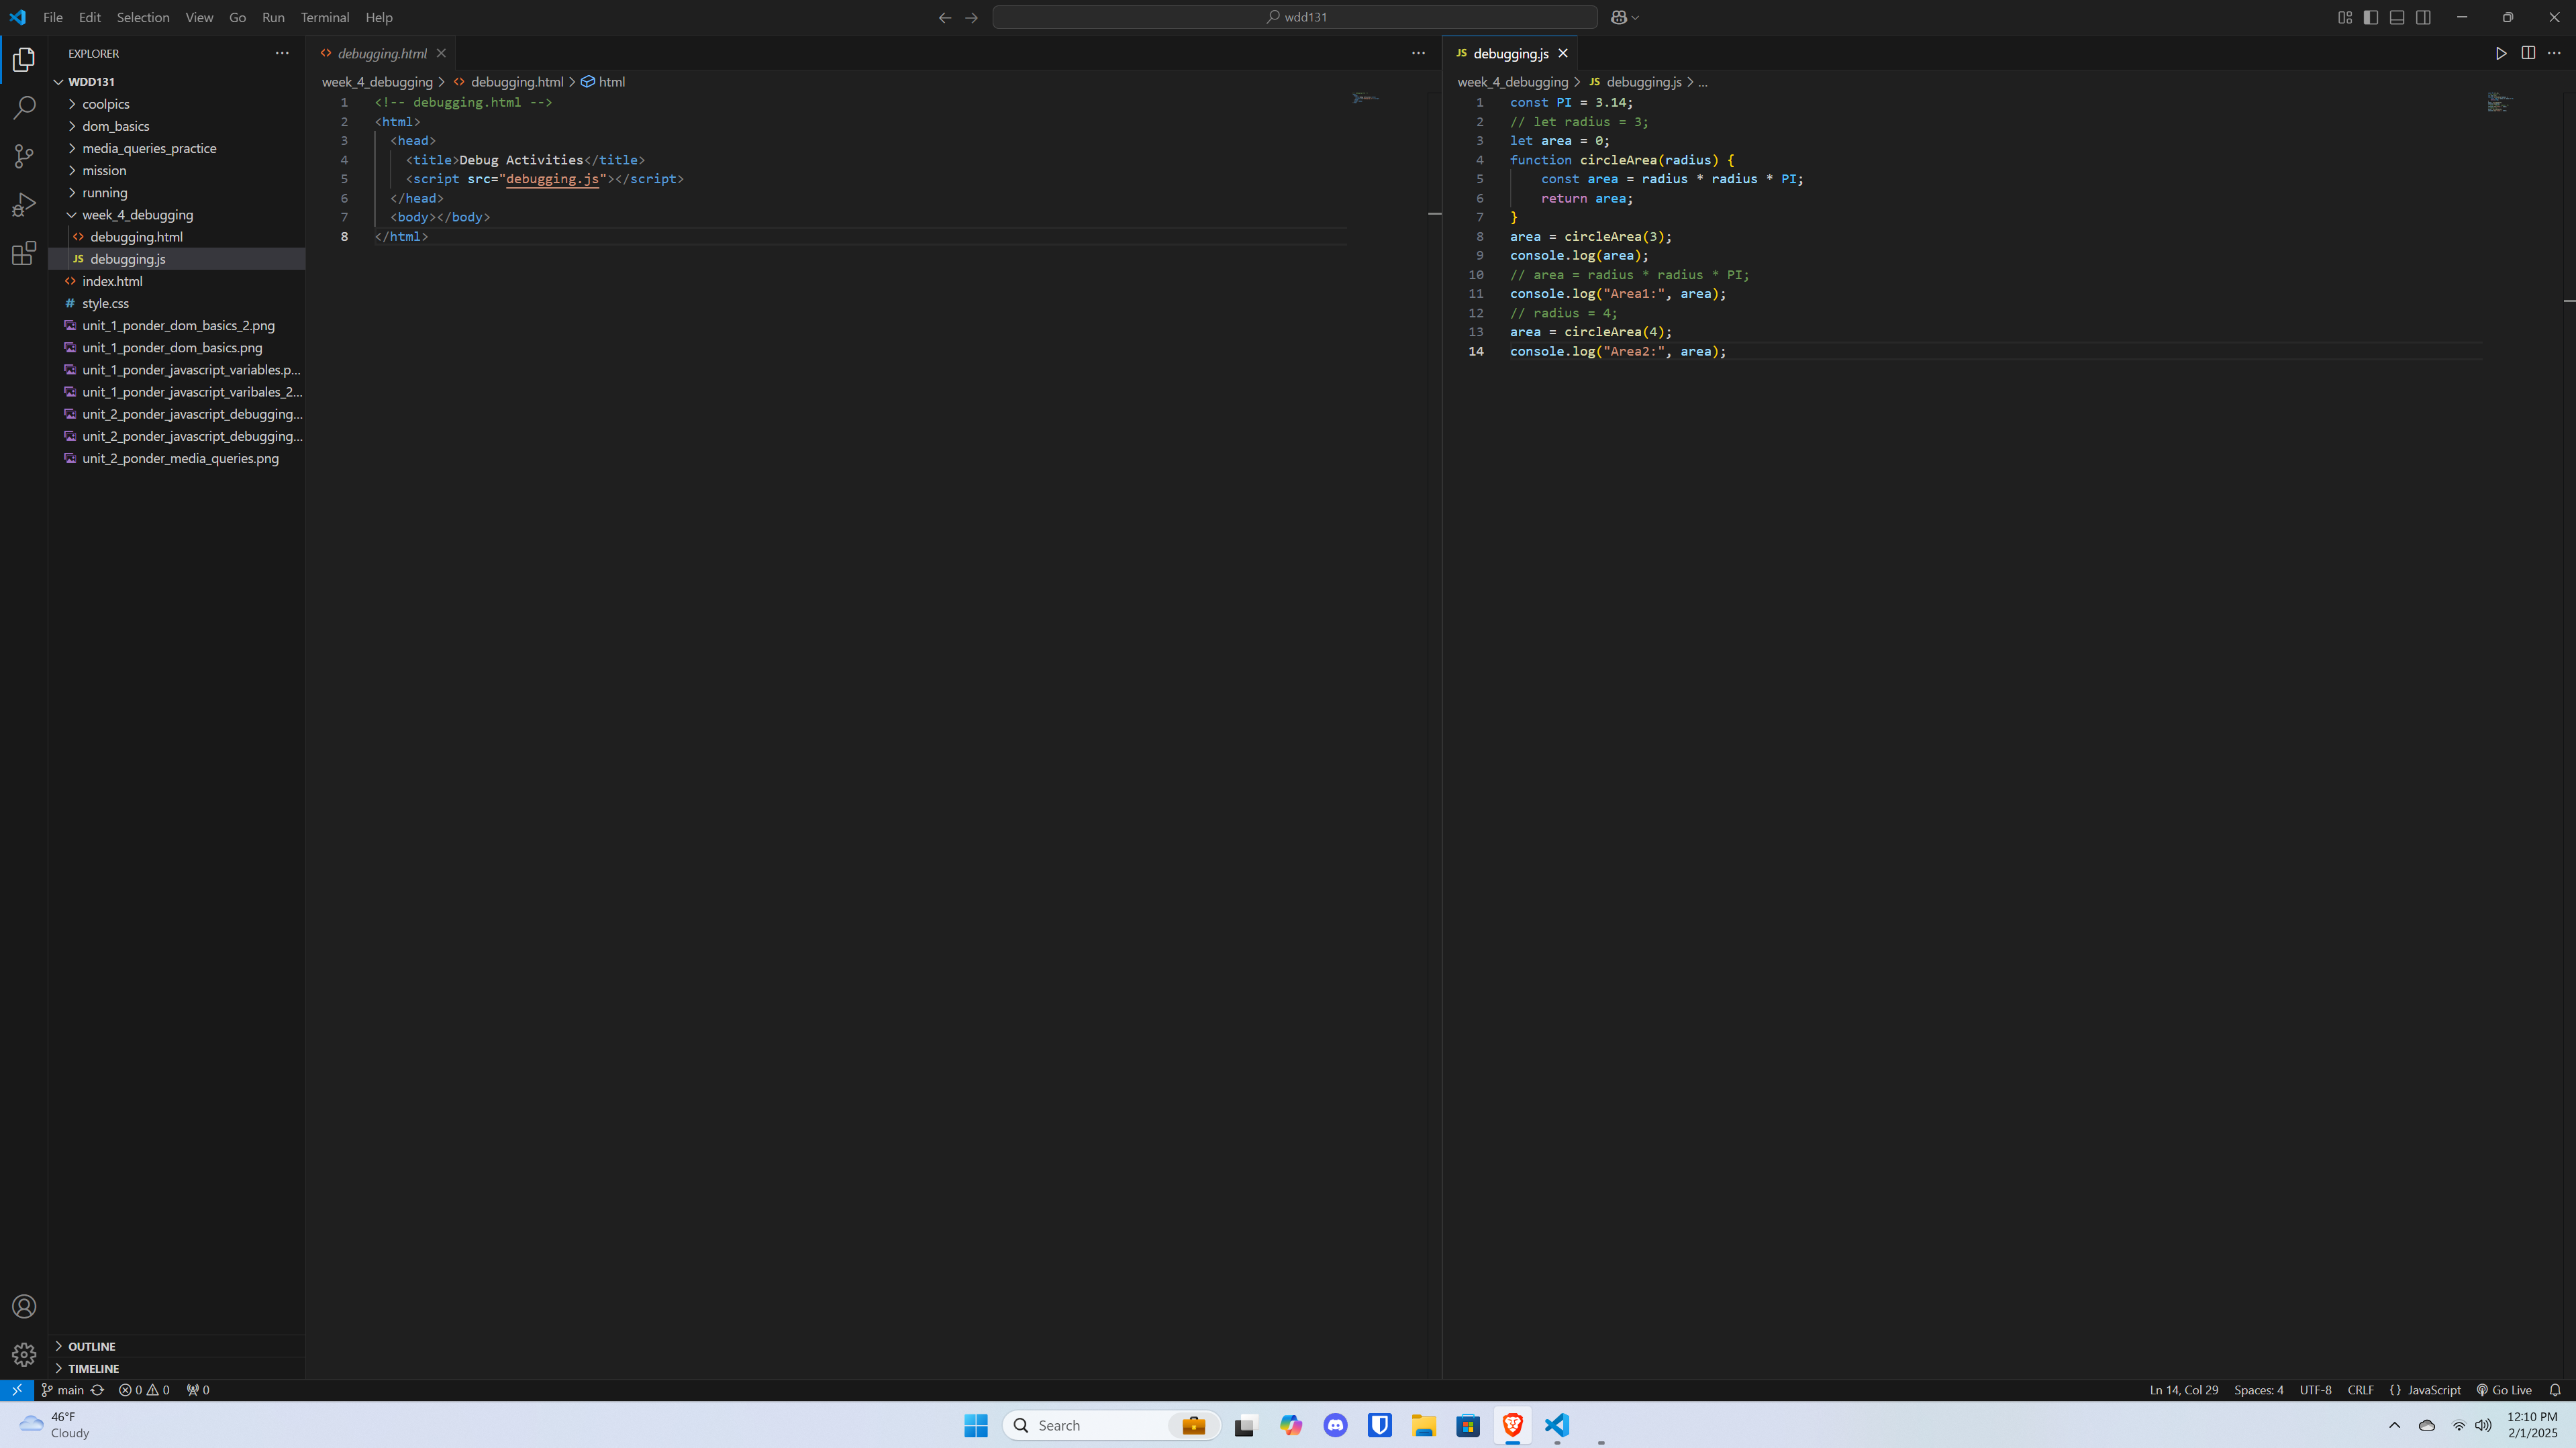 File Edit Selection View Go Run Terminal Help
wdd131
EXPLORER
WDD131
coolpics
dom_basics
media_queries_practice
mission
running
week_4_debugging
debugging.html
debugging.js
index.html
style.css
unit_1_ponder_dom_basics_2.png
unit_1_ponder_dom_basics.png
unit_1_ponder_javascript_variables.p...
unit_1_ponder_javascript_varibales_2...
unit_2_ponder_javascript_debugging...
unit_2_ponder_javascript_debugging...
unit_2_ponder_media_queries.png
OUTLINE
TIMELINE
debugging.html
week_4_debugging > debugging.html > html
1 <!-- debugging.html -->
2 <html>
3 <head>
4 <title>Debug Activities</title>
5 <script src="debugging.js"></script>
6 </head>
7 <body></body>
8 </html>
JS debugging.js
week_4_debugging > JS debugging.js > ...
1 const PI = 3.14;
2 // let radius = 3;
3 let area = 0;
4 function circleArea(radius) {
5 const area = radius * radius * PI;
6 return area;
7 }
8 area = circleArea(3);
9 console.log(area);
10 // area = radius * radius * PI;
11 console.log("Area1:", area);
12 // radius = 4;
13 area = circleArea(4);
14 console.log("Area2:", area);
main 0 0 0
Ln 14, Col 29 Spaces: 4 UTF-8 CRLF {} JavaScript Go Live
46°F
Cloudy
Search
12:10 PM
2/1/2025